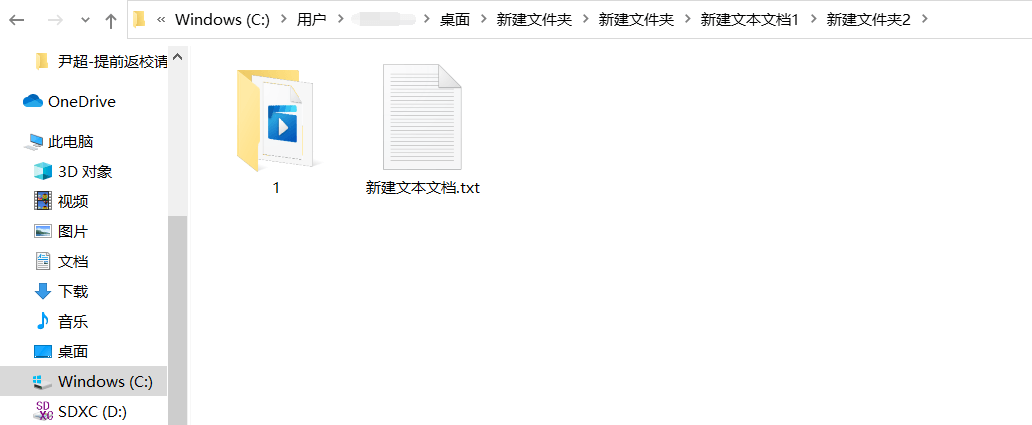 « Windows (C:) > 用户 > > 桌面 > 新建文件夹 > 新建文件夹 > 新建文本文档1 > 新建文件夹2 >
尹超-提前返校请
OneDrive
此电脑
3D 对象
视频
图片
文档
下载
音乐
桌面
Windows (C:)
SD XC SDXC (D:)
1
新建文本文档.txt